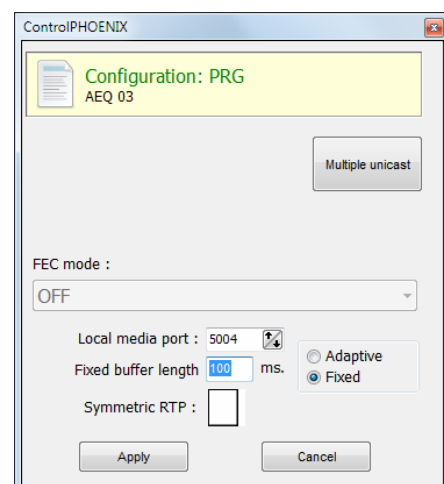 ControlPHOENIX
Configuration: PRG
AEQ 03
Multiple unicast
FEC mode :
OFF
Local media port : 5004
Fixed buffer length 100 ms.
Adaptive
Fixed
Symmetric RTP :
Apply Cancel